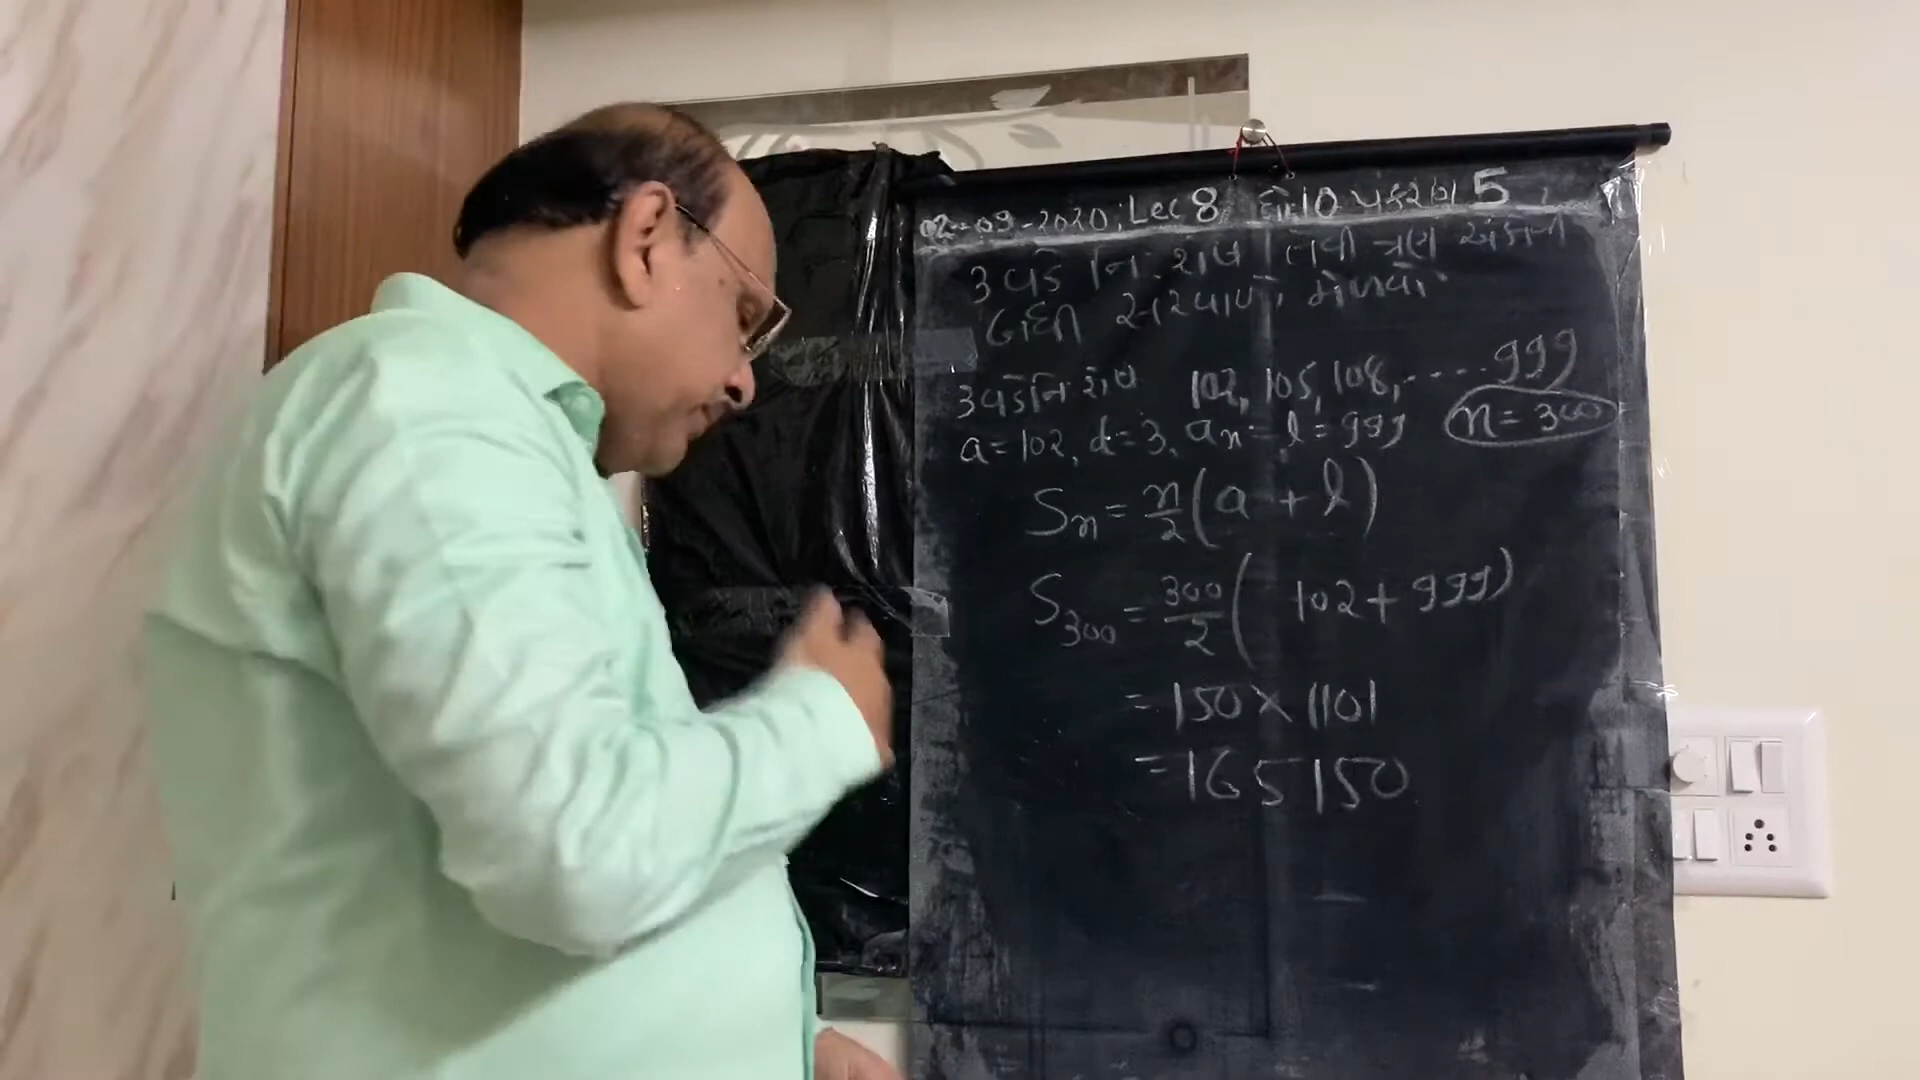 02-09-2020; Lec 8 ધો:10 પ્રકરણ 5
3 વડે નિ:શેષ ન હોય તેવી ત્રણ અંકની
બધી સંખ્યાનો સરવાળો મેળવો.
3 વડે નિ:શેષ 102, 105, 108, ..... 999
a = 102, d = 3, an = l = 999 n = 300
Sn = n/2 (a + l)
S300 = 300/2 (102 + 999)
= 150 × 1101
= 165150